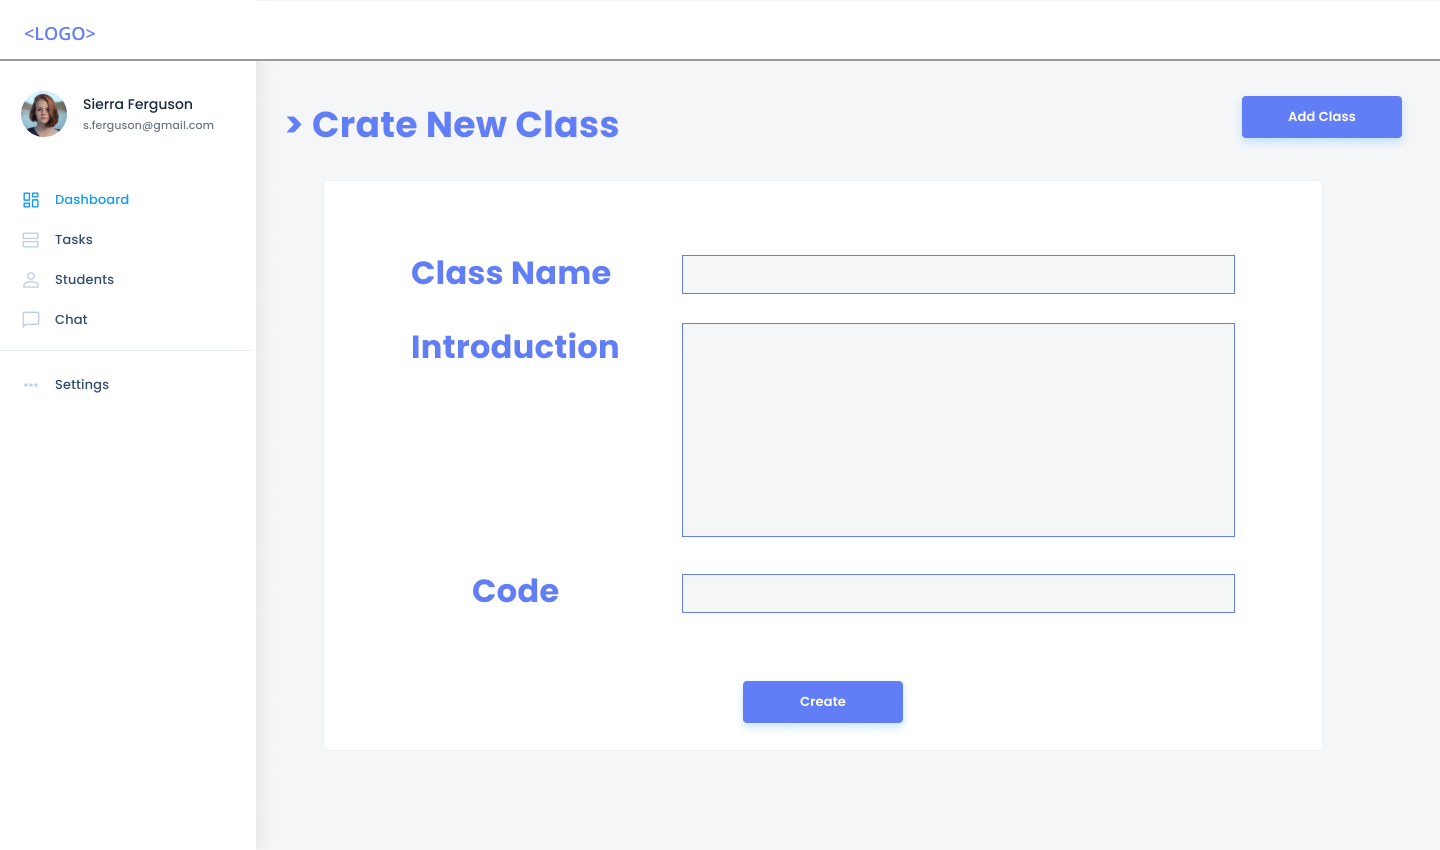 <LOGO>
Sierra Ferguson
s.ferguson@gmail.com
Dashboard
Tasks
Students
Chat
Settings
> Crate New Class
Add Class
Class Name
Introduction
Code
Create